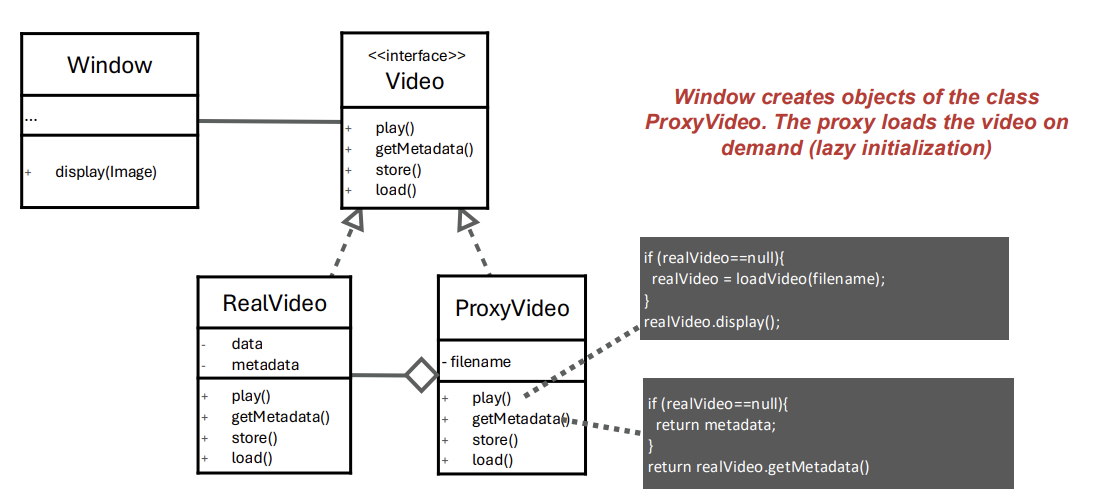 Window
...
+ display(Image)
<<interface>>
Video
+ play()
+ getMetadata()
+ store()
+ load()
Window creates objects of the class
ProxyVideo. The proxy loads the video on
demand (lazy initialization)
RealVideo
- data
- metadata
+ play()
+ getMetadata()
+ store()
+ load()
ProxyVideo
- filename
+ play()
+ getMetadata()
+ store()
+ load()
if (realVideo==null){
realVideo = loadVideo(filename);
}
realVideo.display();
if (realVideo==null){
return metadata;
}
return realVideo.getMetadata()